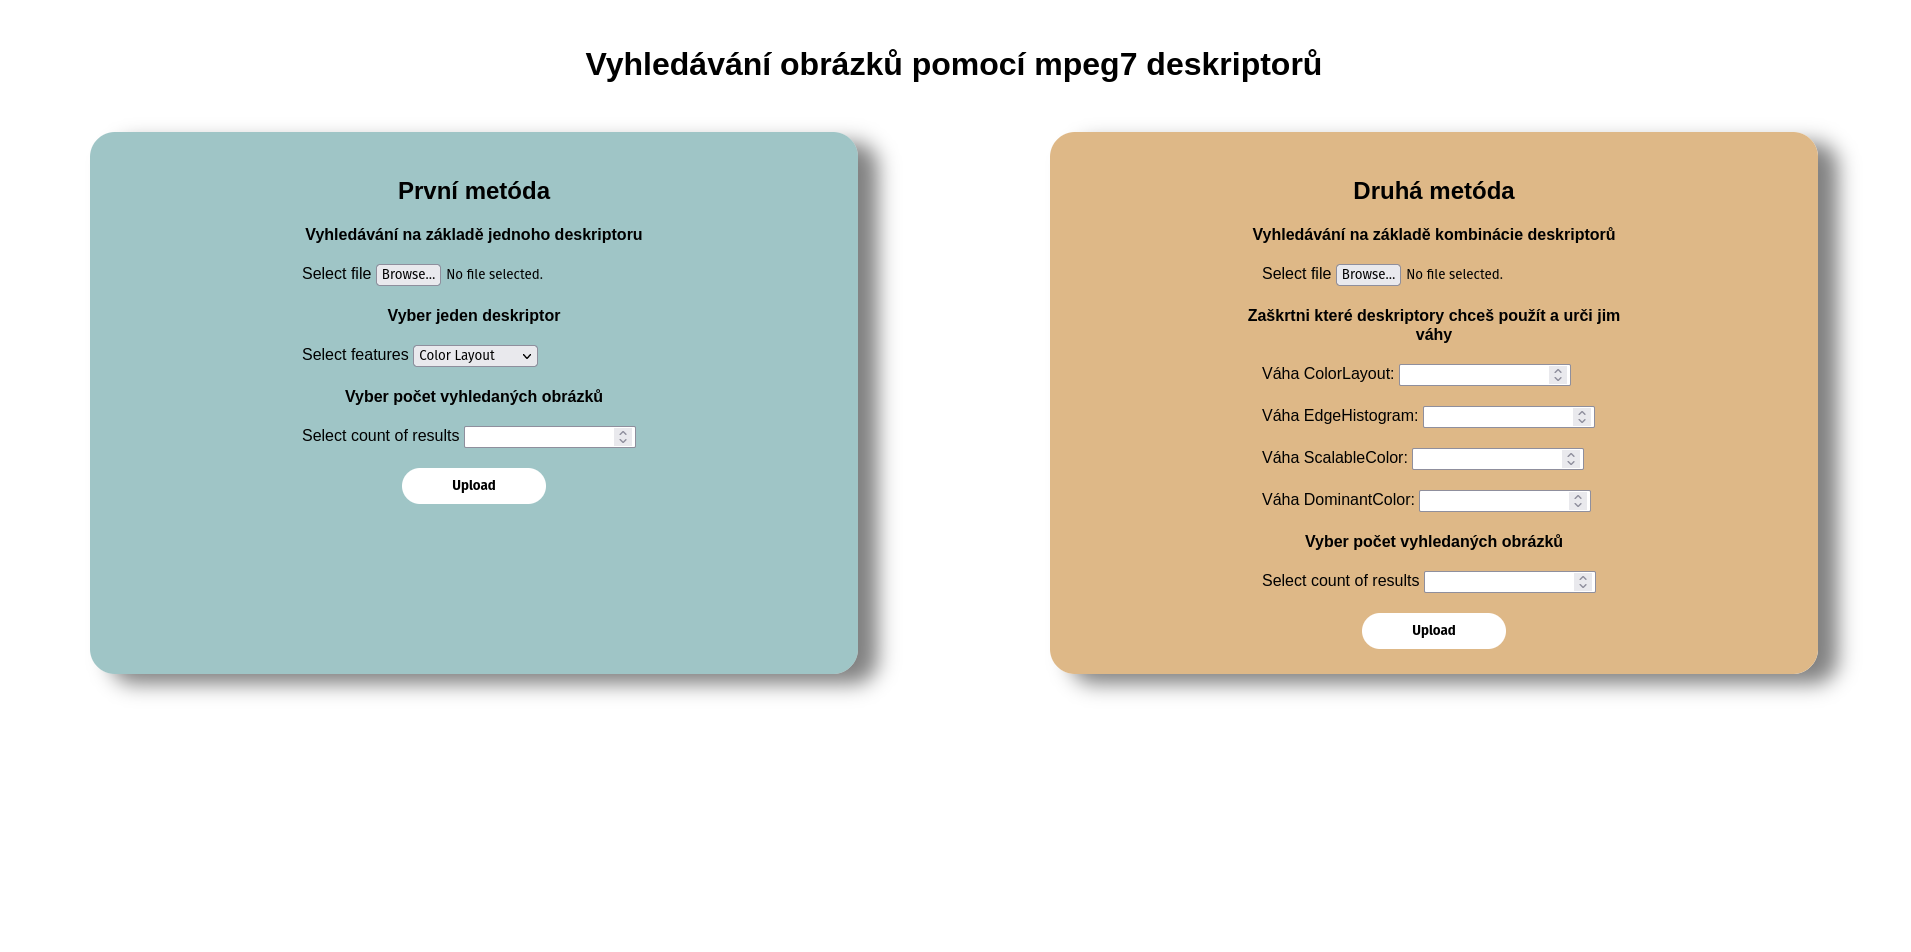 Vyhledávání obrázků pomocí mpeg7 deskriptorů
První metóda
Vyhledávání na základě jednoho deskriptoru
Select file Browse... No file selected.
Vyber jeden deskriptor
Select features Color Layout
Vyber počet vyhledaných obrázků
Select count of results
Upload
Druhá metóda
Vyhledávání na základě kombinácie deskriptorů
Select file Browse... No file selected.
Zaškrtni které deskriptory chceš použít a urči jim
váhy
Váha ColorLayout:
Váha EdgeHistogram:
Váha ScalableColor:
Váha DominantColor:
Vyber počet vyhledaných obrázků
Select count of results
Upload